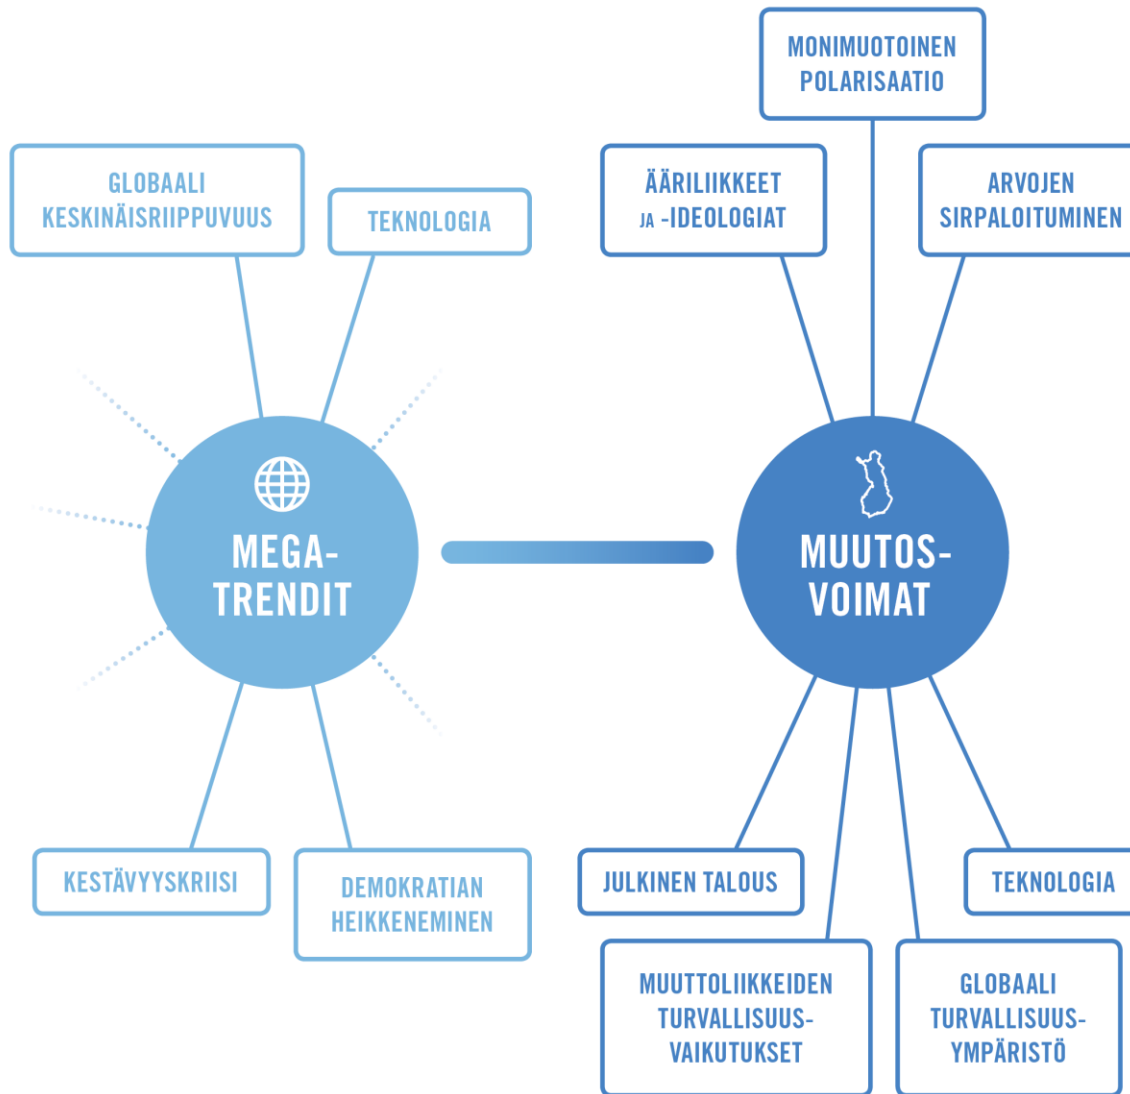 MONIMUOTOINEN
POLARISAATIO
GLOBAALI
KESKINÄISRIIPPUVUUS
TEKNOLOGIA
ÄÄRILIIKKEET
JA -IDEOLOGIAT
ARVOJEN
SIRPALOITUMINEN
MEGA-
TRENDIT
MUUTOS-
VOIMAT
KESTÄVYYSKRIISI
DEMOKRATIAN
HEIKKENEMINEN
JULKINEN TALOUS
TEKNOLOGIA
MUUTTOLIIKKEIDEN
TURVALLISUUS-
VAIKUTUKSET
GLOBAALI
TURVALLISUUS-
YMPÄRISTÖ